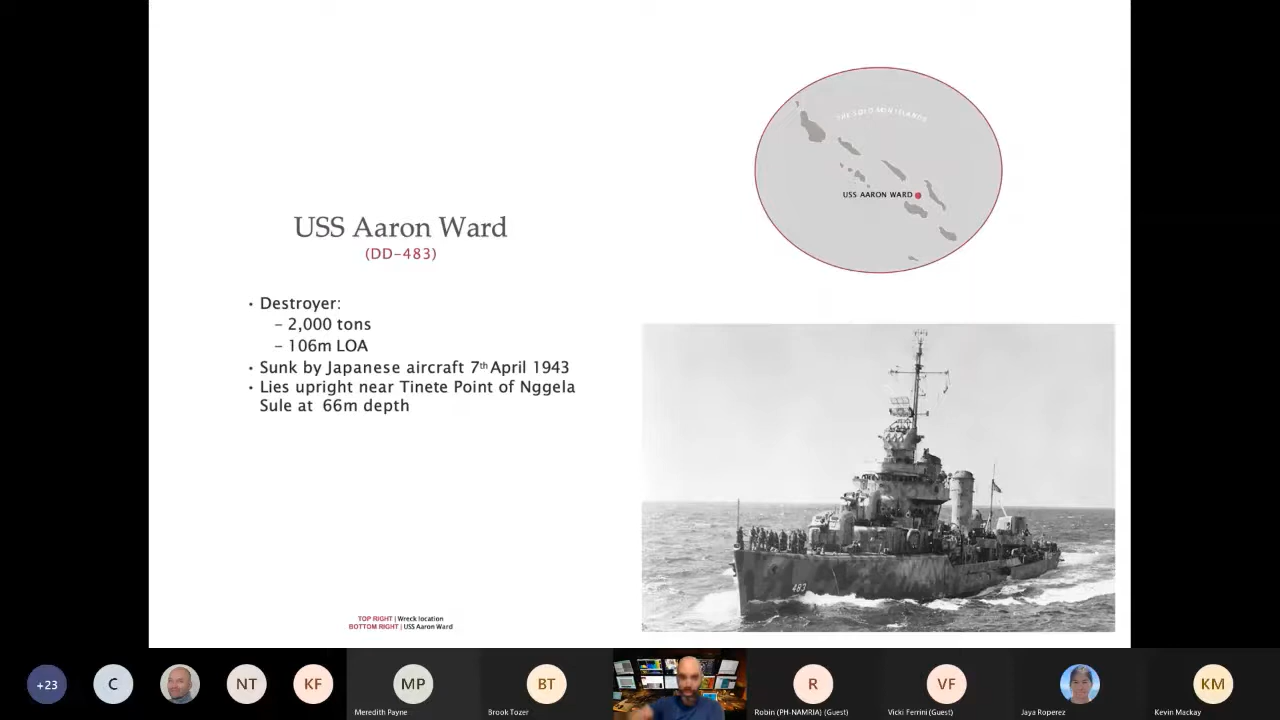 THE SOLOMON ISLANDS
USS AARON WARD
USS Aaron Ward
(DD-483)
• Destroyer:
– 2,000 tons
– 106m LOA
• Sunk by Japanese aircraft 7th April 1943
• Lies upright near Tinete Point of Nggela
Sule at 66m depth
483
TOP RIGHT | Wreck location
BOTTOM RIGHT | USS Aaron Ward
+23
C
NT
KF
MP
BT
R
VF
KM
Meredith Payne
Brook Tozer
Robin (PH-NAMRIA) (Guest)
Vicki Ferrini (Guest)
Jaya Roperez
Kevin Mackay